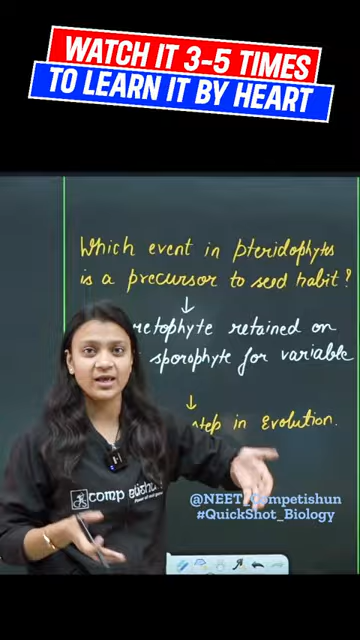 WATCH IT 3-5 TIMES
TO LEARN IT BY HEART
Which event in pteridophytes
is a precursor to seed habit?
retained on
sporophyte for variable
step in Evolution.
competishun
@NEET_Competishun
#QuickShot_Biology